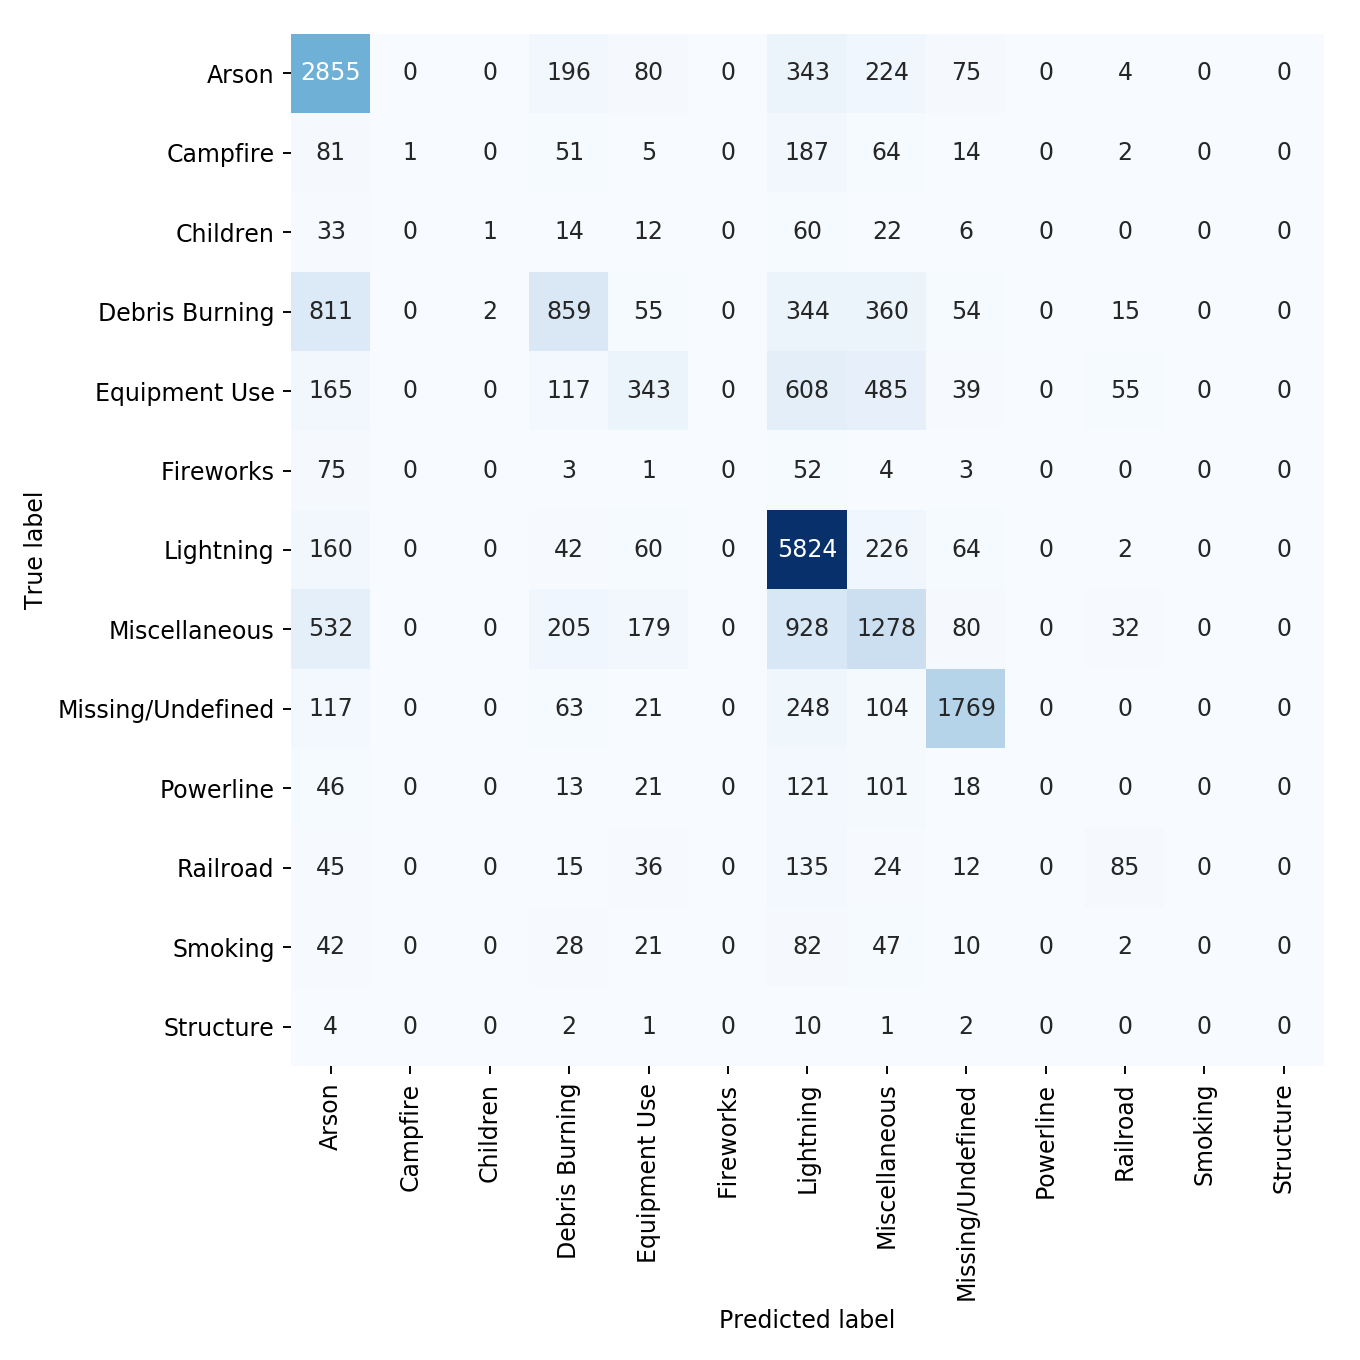 Arson 2855 0 0 196 80 0 343 224 75 0 4 0 0
Campfire 81 1 0 51 5 0 187 64 14 0 2 0 0
Children 33 0 1 14 12 0 60 22 6 0 0 0 0
Debris Burning 811 0 2 859 55 0 344 360 54 0 15 0 0
Equipment Use 165 0 0 117 343 0 608 485 39 0 55 0 0
Fireworks 75 0 0 3 1 0 52 4 3 0 0 0 0
Lightning 160 0 0 42 60 0 5824 226 64 0 2 0 0
Miscellaneous 532 0 0 205 179 0 928 1278 80 0 32 0 0
Missing/Undefined 117 0 0 63 21 0 248 104 1769 0 0 0 0
Powerline 46 0 0 13 21 0 121 101 18 0 0 0 0
Railroad 45 0 0 15 36 0 135 24 12 0 85 0 0
Smoking 42 0 0 28 21 0 82 47 10 0 2 0 0
Structure 4 0 0 2 1 0 10 1 2 0 0 0 0
True label
Arson
Campfire
Children
Debris Burning
Equipment Use
Fireworks
Lightning
Miscellaneous
Missing/Undefined
Powerline
Railroad
Smoking
Structure
Predicted label